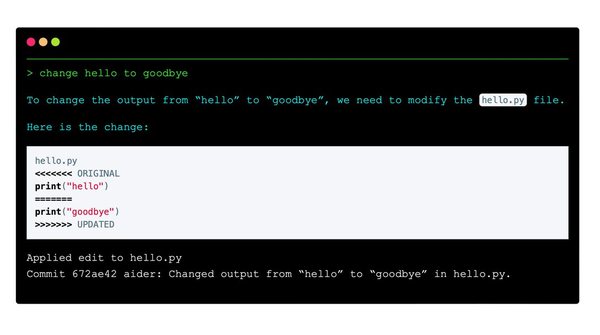 > change hello to goodbye
To change the output from “hello” to “goodbye”, we need to modify the hello.py file.
Here is the change:
hello.py
<<<<<<< ORIGINAL
print("hello")
=======
print("goodbye")
>>>>>>> UPDATED
Applied edit to hello.py
Commit 672ae42 aider: Changed output from “hello” to “goodbye” in hello.py.